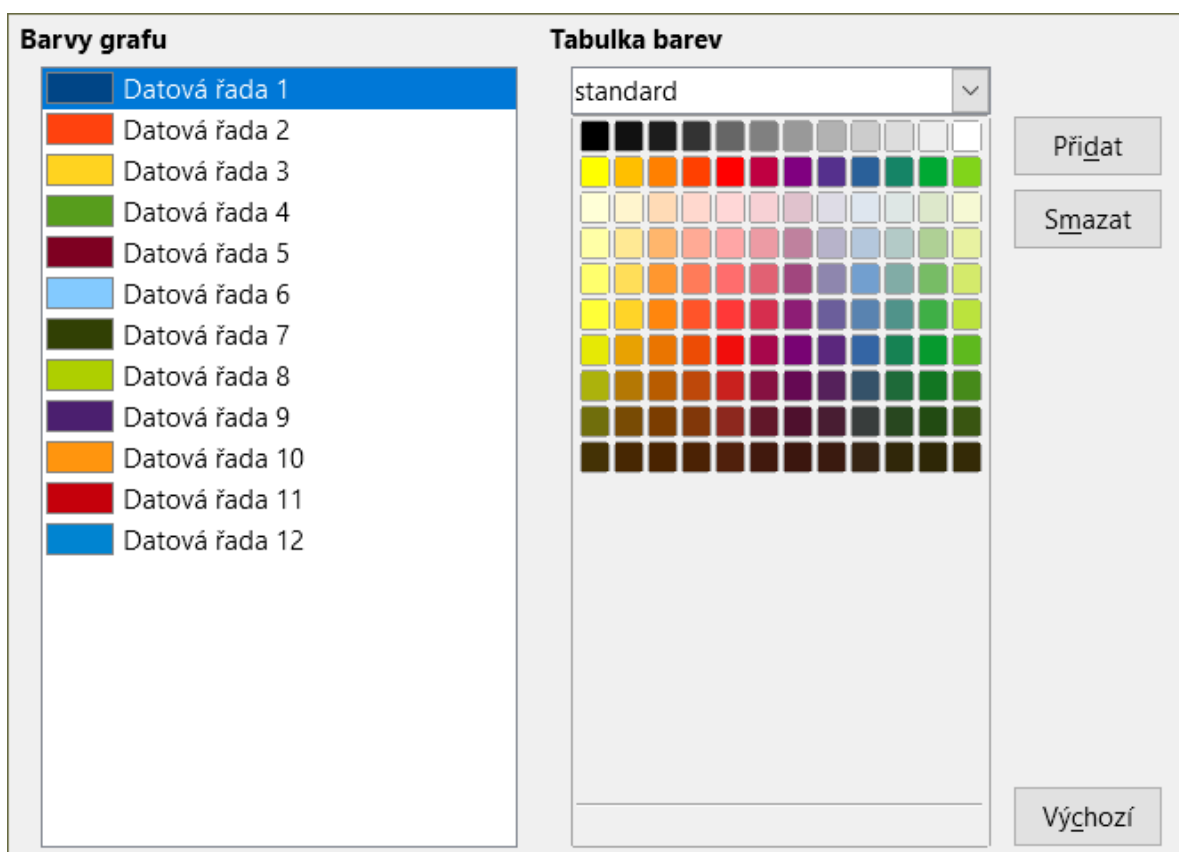 Barvy grafu
Datová řada 1
Datová řada 2
Datová řada 3
Datová řada 4
Datová řada 5
Datová řada 6
Datová řada 7
Datová řada 8
Datová řada 9
Datová řada 10
Datová řada 11
Datová řada 12
Tabulka barev
standard
Přidat
Smazat
Výchozí